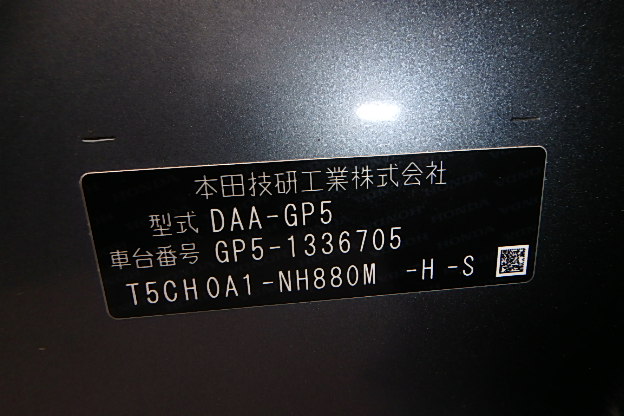 本田技研工業株式会社
型式 DAA-GP5
車台番号 GP5-1336705
T5CH0A1-NH880M -H-S